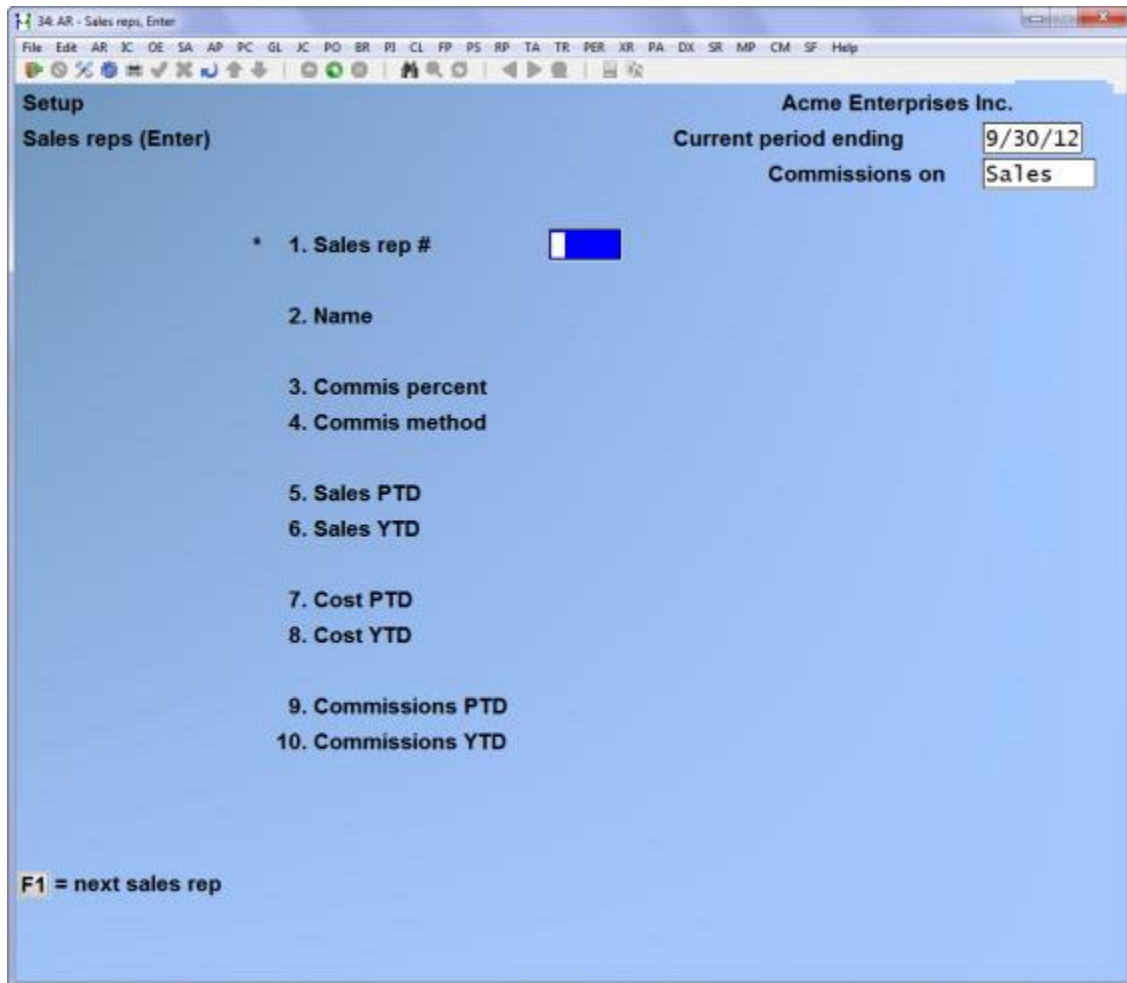 34: AR - Sales reps, Enter
File Edit AR IC OE SA AP PC GL JC PO BR PI CL FP PS RP TA TR PER XR PA DX SR MP CM SF Help
Setup Acme Enterprises Inc.
Sales reps (Enter) Current period ending 9/30/12
Commissions on Sales
* 1. Sales rep #
2. Name
3. Commis percent
4. Commis method
5. Sales PTD
6. Sales YTD
7. Cost PTD
8. Cost YTD
9. Commissions PTD
10. Commissions YTD
F1 = next sales rep